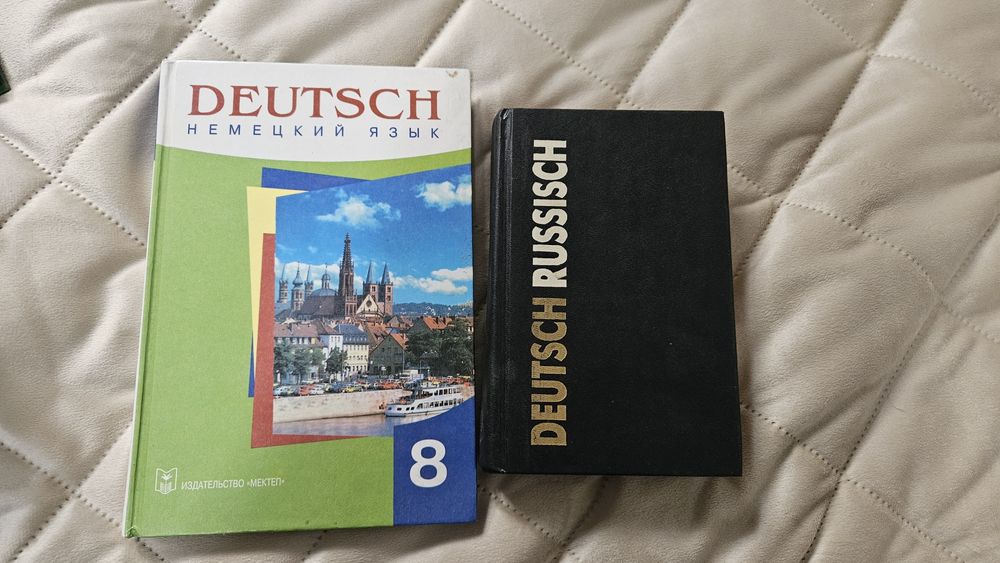 DEUTSCH
НЕМЕЦКИЙ ЯЗЫК
8
ИЗДАТЕЛЬСТВО «МЕКТЕП»
DEUTSCH RUSSISCH